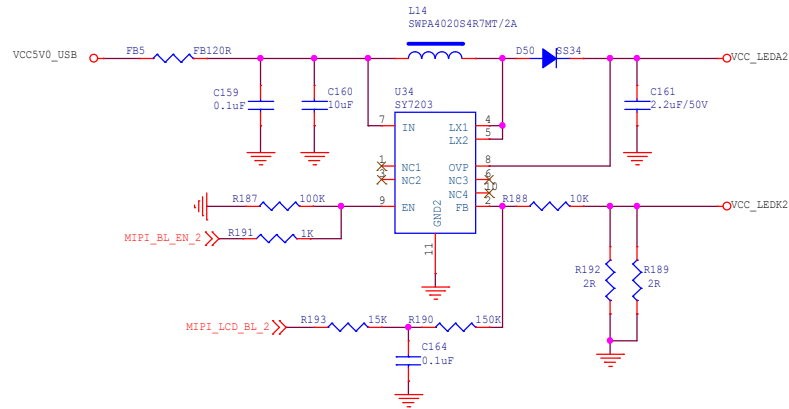 L14
SWPA4020S4R7MT/2A
VCC5V0_USB
FB5
FB120R
D50
SS34
VCC_LEDA2
C159
0.1uF
C160
10uF
U34
SY7203
C161
2.2uF/50V
7
IN
LX1
4
LX2
5
1
NC1
OVP
8
3
NC2
NC3
6
NC4
10
R187
100K
9
EN
FB
2
R188
10K
VCC_LEDK2
GND2
11
MIPI_BL_EN_2
R191
1K
R192
2R
R189
2R
MIPI_LCD_BL_2
R193
15K
R190
150K
C164
0.1uF